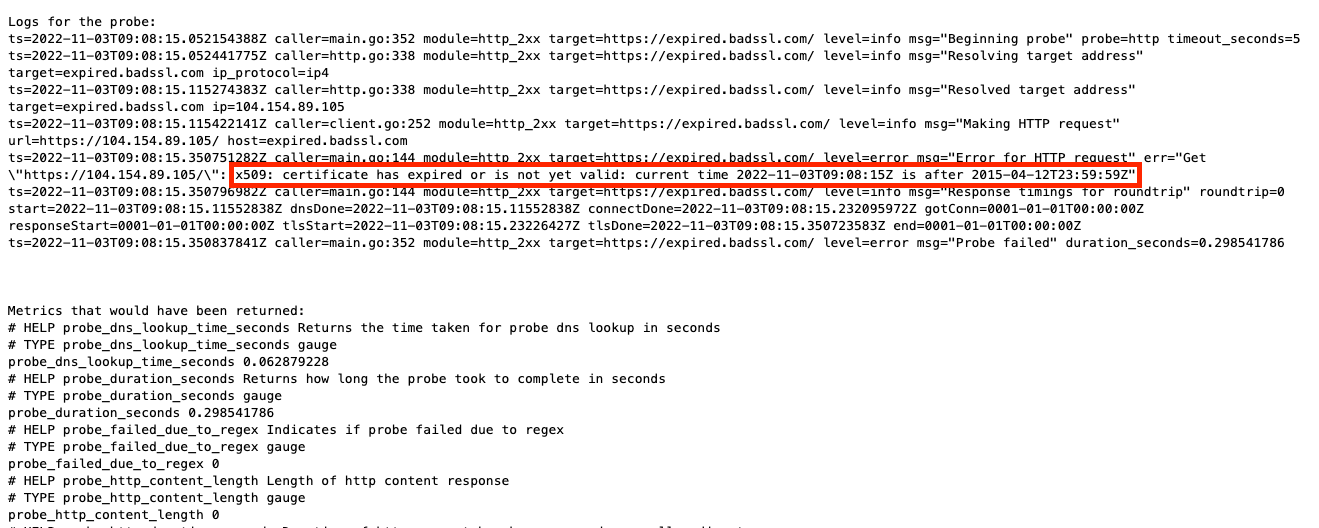 Logs for the probe:
ts=2022-11-03T09:08:15.052154388Z caller=main.go:352 module=http_2xx target=https://expired.badssl.com/ level=info msg="Beginning probe" probe=http timeout_seconds=5
ts=2022-11-03T09:08:15.052441775Z caller=http.go:338 module=http_2xx target=https://expired.badssl.com/ level=info msg="Resolving target address"
target=expired.badssl.com ip_protocol=ip4
ts=2022-11-03T09:08:15.115274383Z caller=http.go:338 module=http_2xx target=https://expired.badssl.com/ level=info msg="Resolved target address"
target=expired.badssl.com ip=104.154.89.105
ts=2022-11-03T09:08:15.115422141Z caller=client.go:252 module=http_2xx target=https://expired.badssl.com/ level=info msg="Making HTTP request"
url=https://104.154.89.105/ host=expired.badssl.com
ts=2022-11-03T09:08:15.350751282Z caller=main.go:144 module=http_2xx target=https://expired.badssl.com/ level=error msg="Error for HTTP request" err="Get
\"https://104.154.89.105/\": x509: certificate has expired or is not yet valid: current time 2022-11-03T09:08:15Z is after 2015-04-12T23:59:59Z"
ts=2022-11-03T09:08:15.350796982Z caller=main.go:144 module=http_2xx target=https://expired.badssl.com/ level=info msg="Response timings for roundtrip" roundtrip=0
start=2022-11-03T09:08:15.11552838Z dnsDone=2022-11-03T09:08:15.11552838Z connectDone=2022-11-03T09:08:15.232095972Z gotConn=0001-01-01T00:00:00Z
responseStart=0001-01-01T00:00:00Z tlsStart=2022-11-03T09:08:15.23226427Z tlsDone=2022-11-03T09:08:15.350723583Z end=0001-01-01T00:00:00Z
ts=2022-11-03T09:08:15.350837841Z caller=main.go:352 module=http_2xx target=https://expired.badssl.com/ level=error msg="Probe failed" duration_seconds=0.298541786
Metrics that would have been returned:
# HELP probe_dns_lookup_time_seconds Returns the time taken for probe dns lookup in seconds
# TYPE probe_dns_lookup_time_seconds gauge
probe_dns_lookup_time_seconds 0.062879228
# HELP probe_duration_seconds Returns how long the probe took to complete in seconds
# TYPE probe_duration_seconds gauge
probe_duration_seconds 0.298541786
# HELP probe_failed_due_to_regex Indicates if probe failed due to regex
# TYPE probe_failed_due_to_regex gauge
probe_failed_due_to_regex 0
# HELP probe_http_content_length Length of http content response
# TYPE probe_http_content_length gauge
probe_http_content_length 0